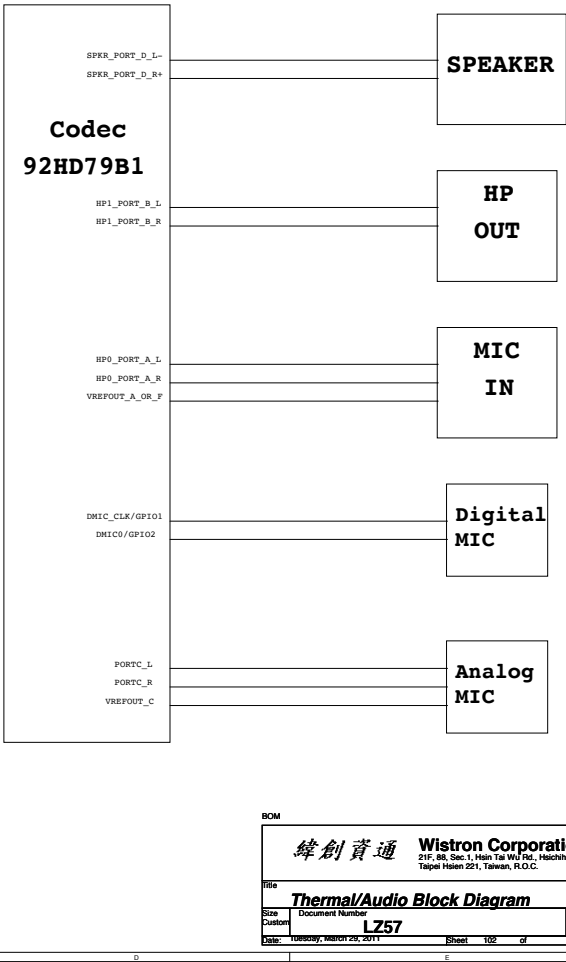 SPKR_PORT_D_L-
SPKR_PORT_D_R+
SPEAKER
Codec
92HD79B1
HP1_PORT_B_L
HP1_PORT_B_R
HP
OUT
HP0_PORT_A_L
HP0_PORT_A_R
VREFOUT_A_OR_F
MIC
IN
DMIC_CLK/GPIO1
DMIC0/GPIO2
Digital
MIC
PORTC_L
PORTC_R
VREFOUT_C
Analog
MIC
BOM
緯創資通
Wistron Corporati
21F, 88, Sec.1, Hsin Tai Wu Rd., Hsichih
Taipei Hsien 221, Taiwan, R.O.C.
Title
Thermal/Audio Block Diagram
Size
Custom
Document Number
LZ57
Date: Tuesday, March 29, 2011
Sheet 102 of
D
E